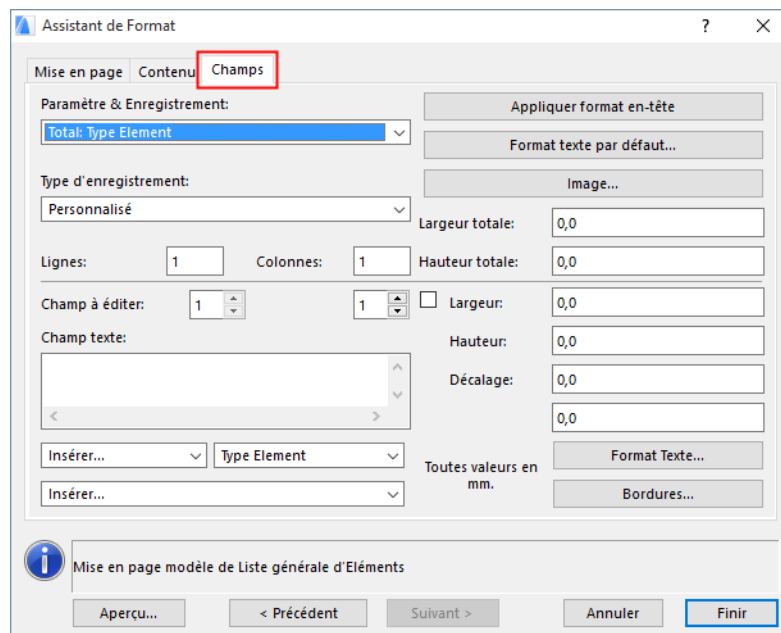 Assistant de Format
?
Mise en page Contenu Champs
Paramètre & Enregistrement:
Total: Type Element
Appliquer format en-tête
Format texte par défaut...
Type d'enregistrement:
Image...
Personnalisé
Largeur totale: 0,0
Lignes: 1 Colonnes: 1 Hauteur totale: 0,0
Champ à éditer: 1 1 Largeur: 0,0
Champ texte:
Hauteur: 0,0
Décalage: 0,0
0,0
Insérer... Type Element
Toutes valeurs en
mm.
Format Texte...
Insérer...
Bordures...
Mise en page modèle de Liste générale d'Eléments
Aperçu... < Précédent Suivant > Annuler Finir